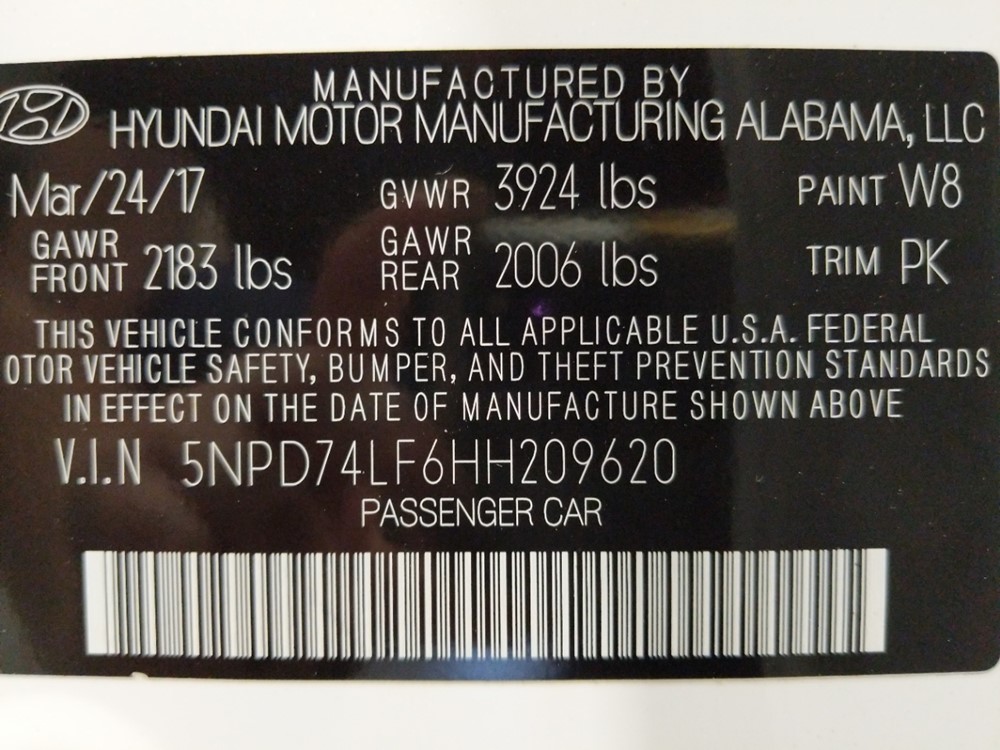 MANUFACTURED BY
HYUNDAI MOTOR MANUFACTURING ALABAMA, LLC
Mar/24/17 GVWR 3924 lbs PAINT W8
GAWR FRONT 2183 lbs GAWR REAR 2006 lbs TRIM PK
THIS VEHICLE CONFORMS TO ALL APPLICABLE U.S.A. FEDERAL
OTOR VEHICLE SAFETY, BUMPER, AND THEFT PREVENTION STANDARDS
IN EFFECT ON THE DATE OF MANUFACTURE SHOWN ABOVE
V.I.N 5NPD74LF6HH209620
PASSENGER CAR